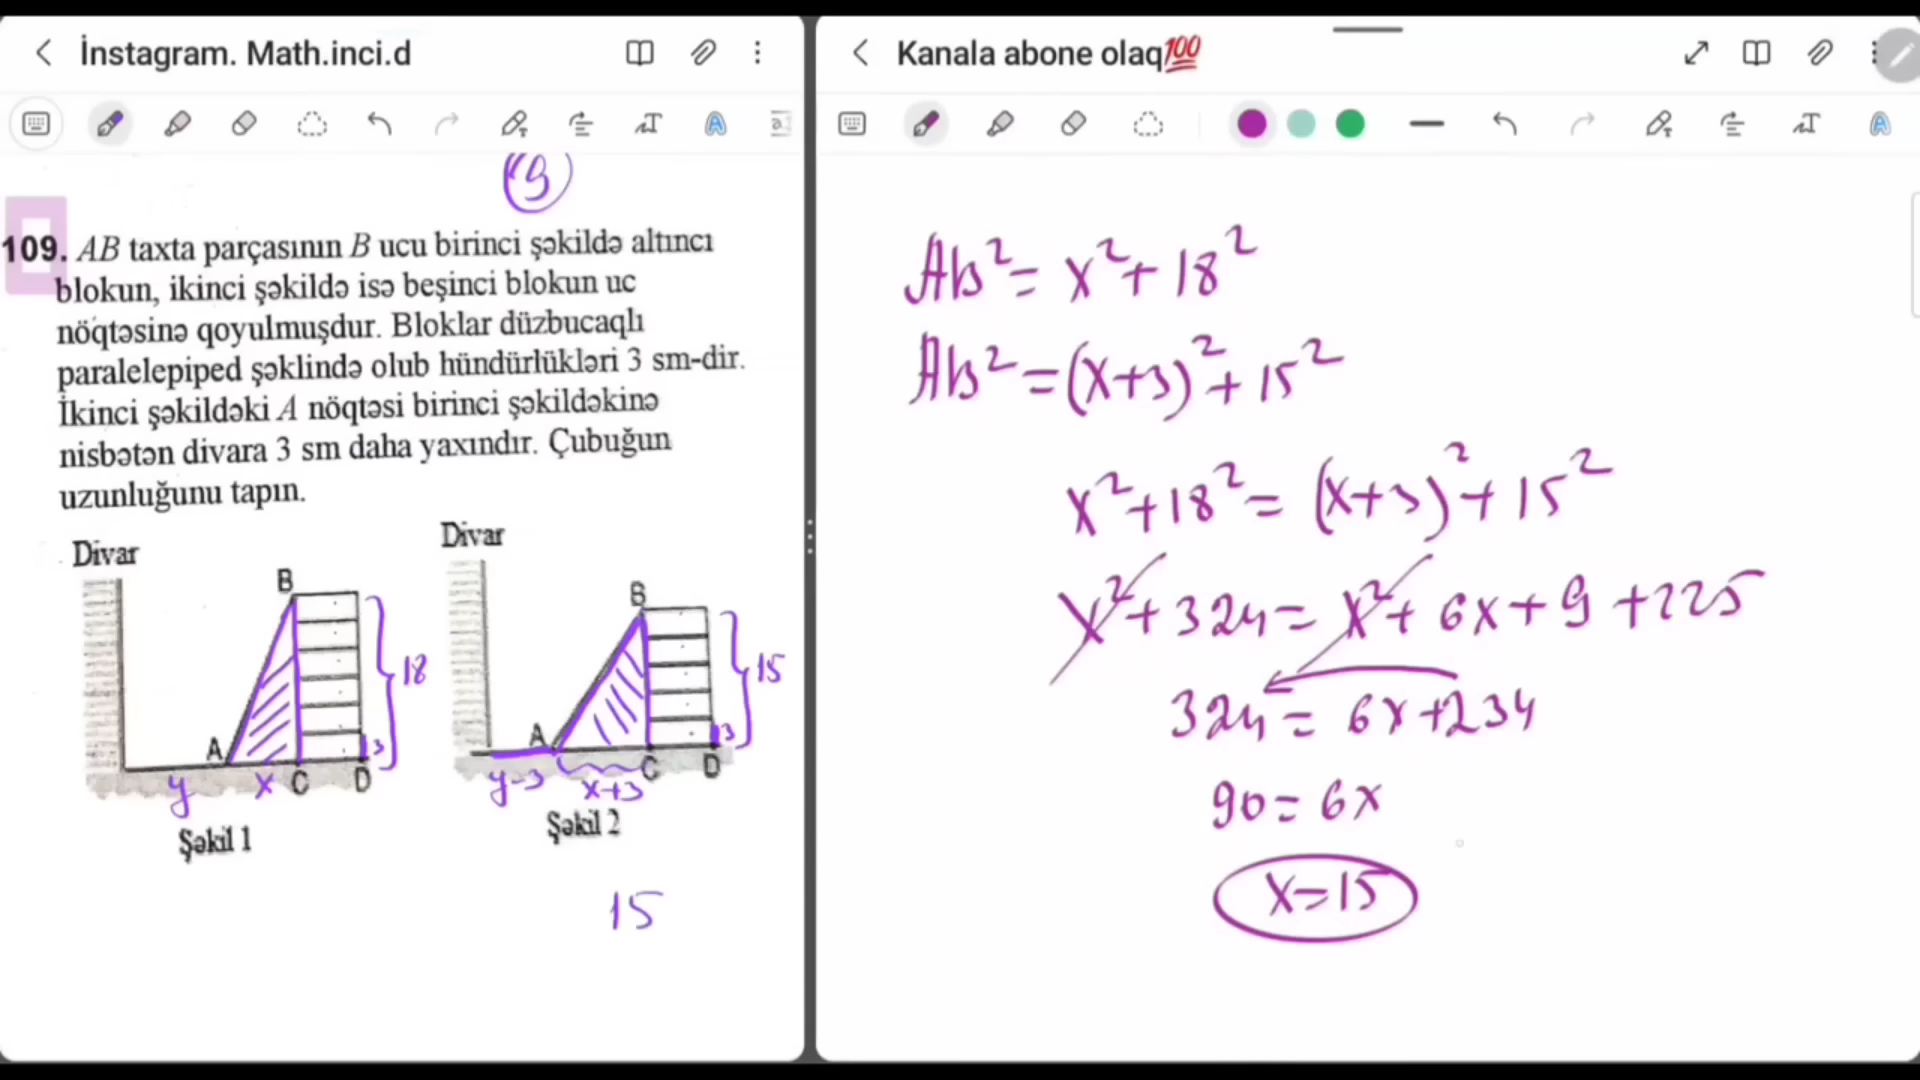 İnstagram. Math.inci.d
9
109. AB taxta parçasının B ucu birinci şəkildə altıncı
blokun, ikinci şəkildə isə beşinci blokun uc
nöqtəsinə qoyulmuşdur. Bloklar düzbucaqlı
paralelepiped şəklində olub hündürlükləri 3 sm-dir.
İkinci şəkildəki A nöqtəsi birinci şəkildəkinə
nisbətən divara 3 sm daha yaxındır. Çubuğun
uzunluğunu tapın.
Divar
B
18
A
3
y
x
C
D
Şəkil 1
Divar
B
15
A
3
y-3
x+3
C
D
Şəkil 2
15
Kanala abone olaq💯
AB² = x² + 18²
AB² = (x+3)² + 15²
x² + 18² = (x+3)² + 15²
x² + 324 = x² + 6x + 9 + 225
324 = 6x + 234
90 = 6x
x = 15